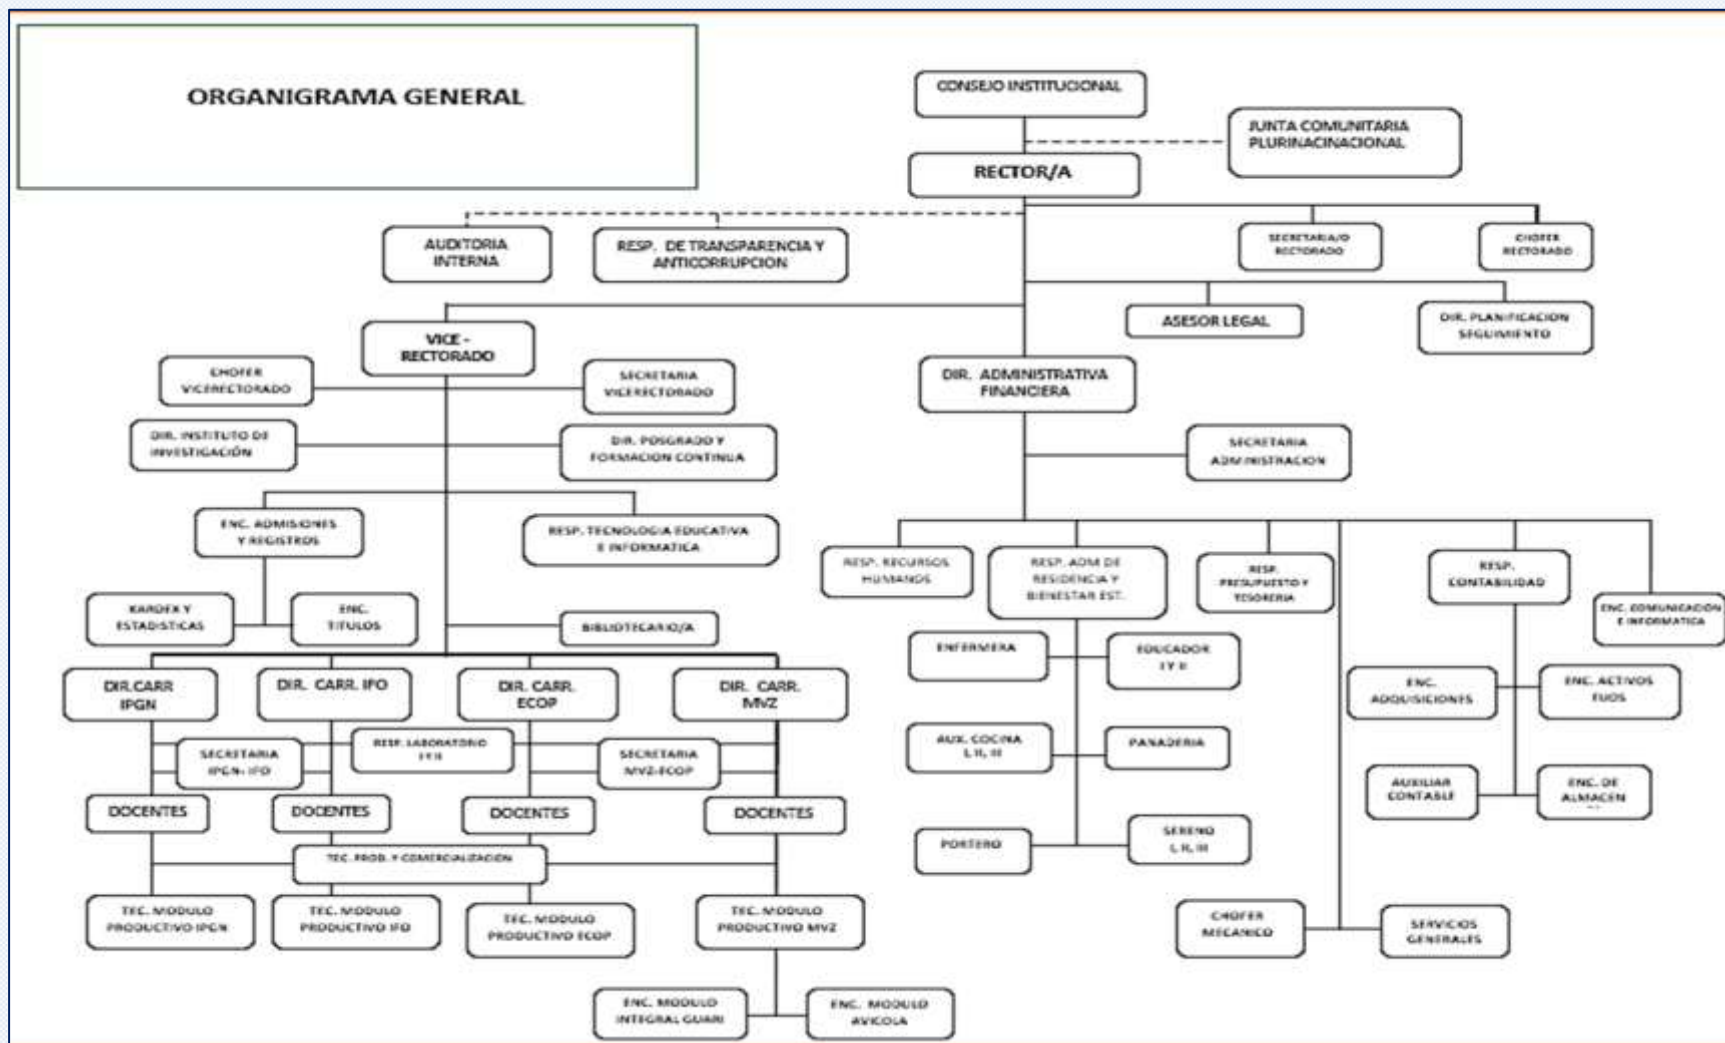 ORGANIGRAMA GENERAL
CONSEJO INSTITUCIONAL
JUNTA COMUNITARIA
PLURINACINACIONAL
RECTOR/A
AUDITORIA
INTERNA
RESP. DE TRANSPARENCIA Y
ANTICORRUPCION
SECRETARIA/O
RECTORADO
CHOFER
RECTORADO
ASESOR LEGAL
DIR. PLANIFICACION
SEGUIMIENTO
VICE -
RECTORADO
CHOFER
VICERECTORADO
SECRETARIA
VICERECTORADO
DIR. ADMINISTRATIVA
FINANCIERA
DIR. INSTITUTO DE
INVESTIGACIÓN
DIR. POSGRADO Y
FORMACION CONTINUA
SECRETARIA
ADMINISTRACION
ENC. ADMISIONES
Y REGISTROS
RESP. TECNOLOGIA EDUCATIVA
E INFORMATICA
RESP. RECURSOS
HUMANOS
RESP. ADM DE
RESIDENCIA Y
BIENESTAR EST.
RESP.
PRESUPUESTO Y
TESORERIA
RESP.
CONTABILIDAD
ENC. COMUNICACIÓN
E INFORMATICA
KARDEX Y
ESTADISTICAS
ENC.
TITULOS
BIBLIOTECARIO/A
ENFERMERA
EDUCADOR
I Y II
DIR.CARR
IPGN
DIR. CARR. IFO
DIR. CARR.
ECOP
DIR. CARR.
MVZ
ENC.
ADQUISICIONES
ENC. ACTIVOS
FIJOS
SECRETARIA
IPGN- IFO
RESP. LABORATORIO
I Y II
SECRETARIA
MVZ-ECOP
AUX. COCINA
I, II, III
PANADERIA
AUXILIAR
CONTABLE
ENC. DE
ALMACEN
DOCENTES
DOCENTES
DOCENTES
DOCENTES
TEC. PROD. Y COMERCIALIZACIÓN
PORTERO
SERENO
I, II, III
TEC. MODULO
PRODUCTIVO IPGN
TEC. MODULO
PRODUCTIVO IFO
TEC. MODULO
PRODUCTIVO ECOP
TEC. MODULO
PRODUCTIVO MVZ
CHOFER
MECANICO
SERVICIOS
GENERALES
ENC. MODULO
INTEGRAL GUARI
ENC. MODULO
AVICOLA